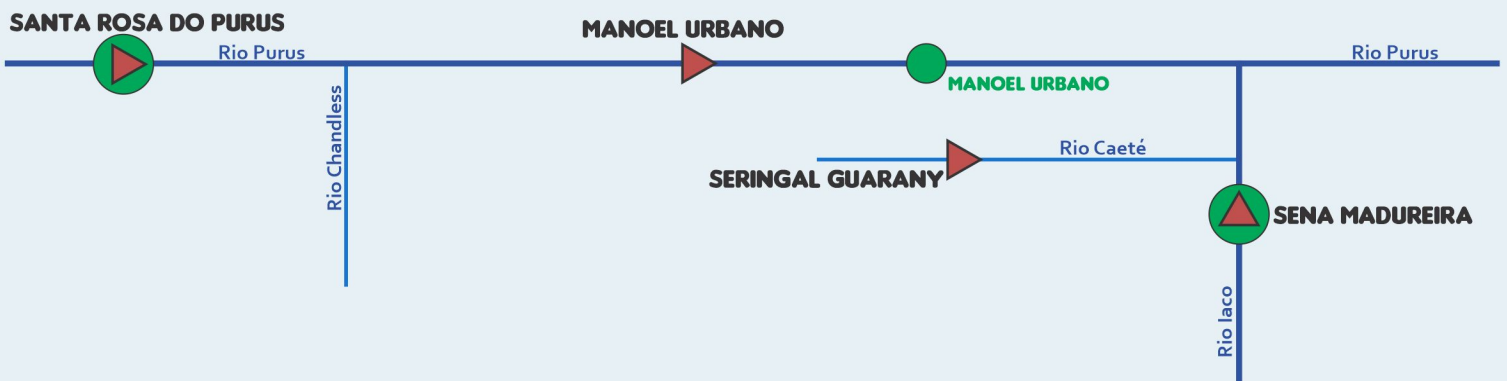 SANTA ROSA DO PURUS
Rio Purus
MANOEL URBANO
Rio Purus
MANOEL URBANO
Rio Chandless
Rio Caeté
SERINGAL GUARANY
SENA MADUREIRA
Rio Iaco